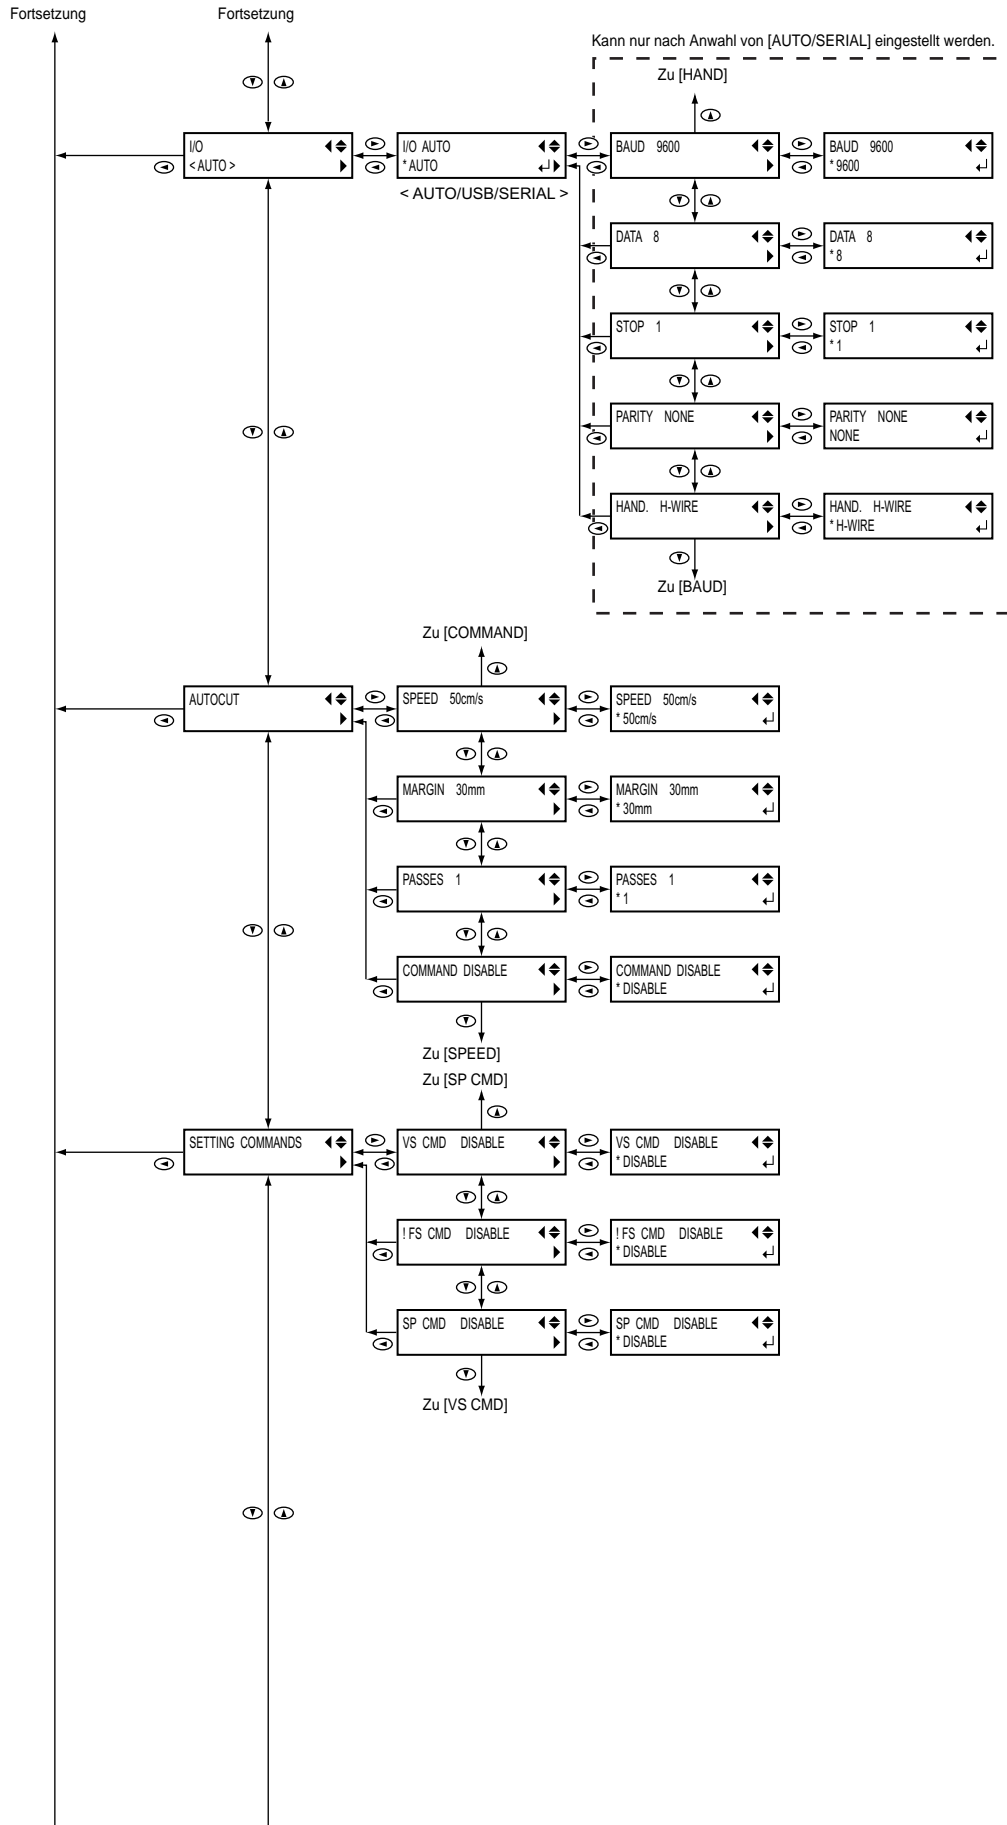 Fortsetzung
Fortsetzung
Kann nur nach Anwahl von [AUTO/SERIAL] eingestellt werden.
Zu [HAND]
I/O
< AUTO >
I/O AUTO
* AUTO
< AUTO/USB/SERIAL >
BAUD 9600
BAUD 9600
* 9600
DATA 8
DATA 8
* 8
STOP 1
STOP 1
* 1
PARITY NONE
PARITY NONE
NONE
HAND. H-WIRE
HAND. H-WIRE
* H-WIRE
Zu [BAUD]
Zu [COMMAND]
AUTOCUT
SPEED 50cm/s
SPEED 50cm/s
* 50cm/s
MARGIN 30mm
MARGIN 30mm
* 30mm
PASSES 1
PASSES 1
* 1
COMMAND DISABLE
COMMAND DISABLE
* DISABLE
Zu [SPEED]
Zu [SP CMD]
SETTING COMMANDS
VS CMD DISABLE
VS CMD DISABLE
* DISABLE
! FS CMD DISABLE
! FS CMD DISABLE
* DISABLE
SP CMD DISABLE
SP CMD DISABLE
* DISABLE
Zu [VS CMD]